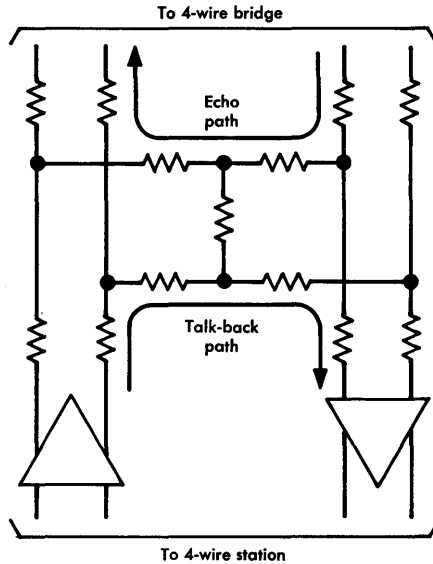 To 4-wire bridge
Echo
path
Talk-back
path
To 4-wire station